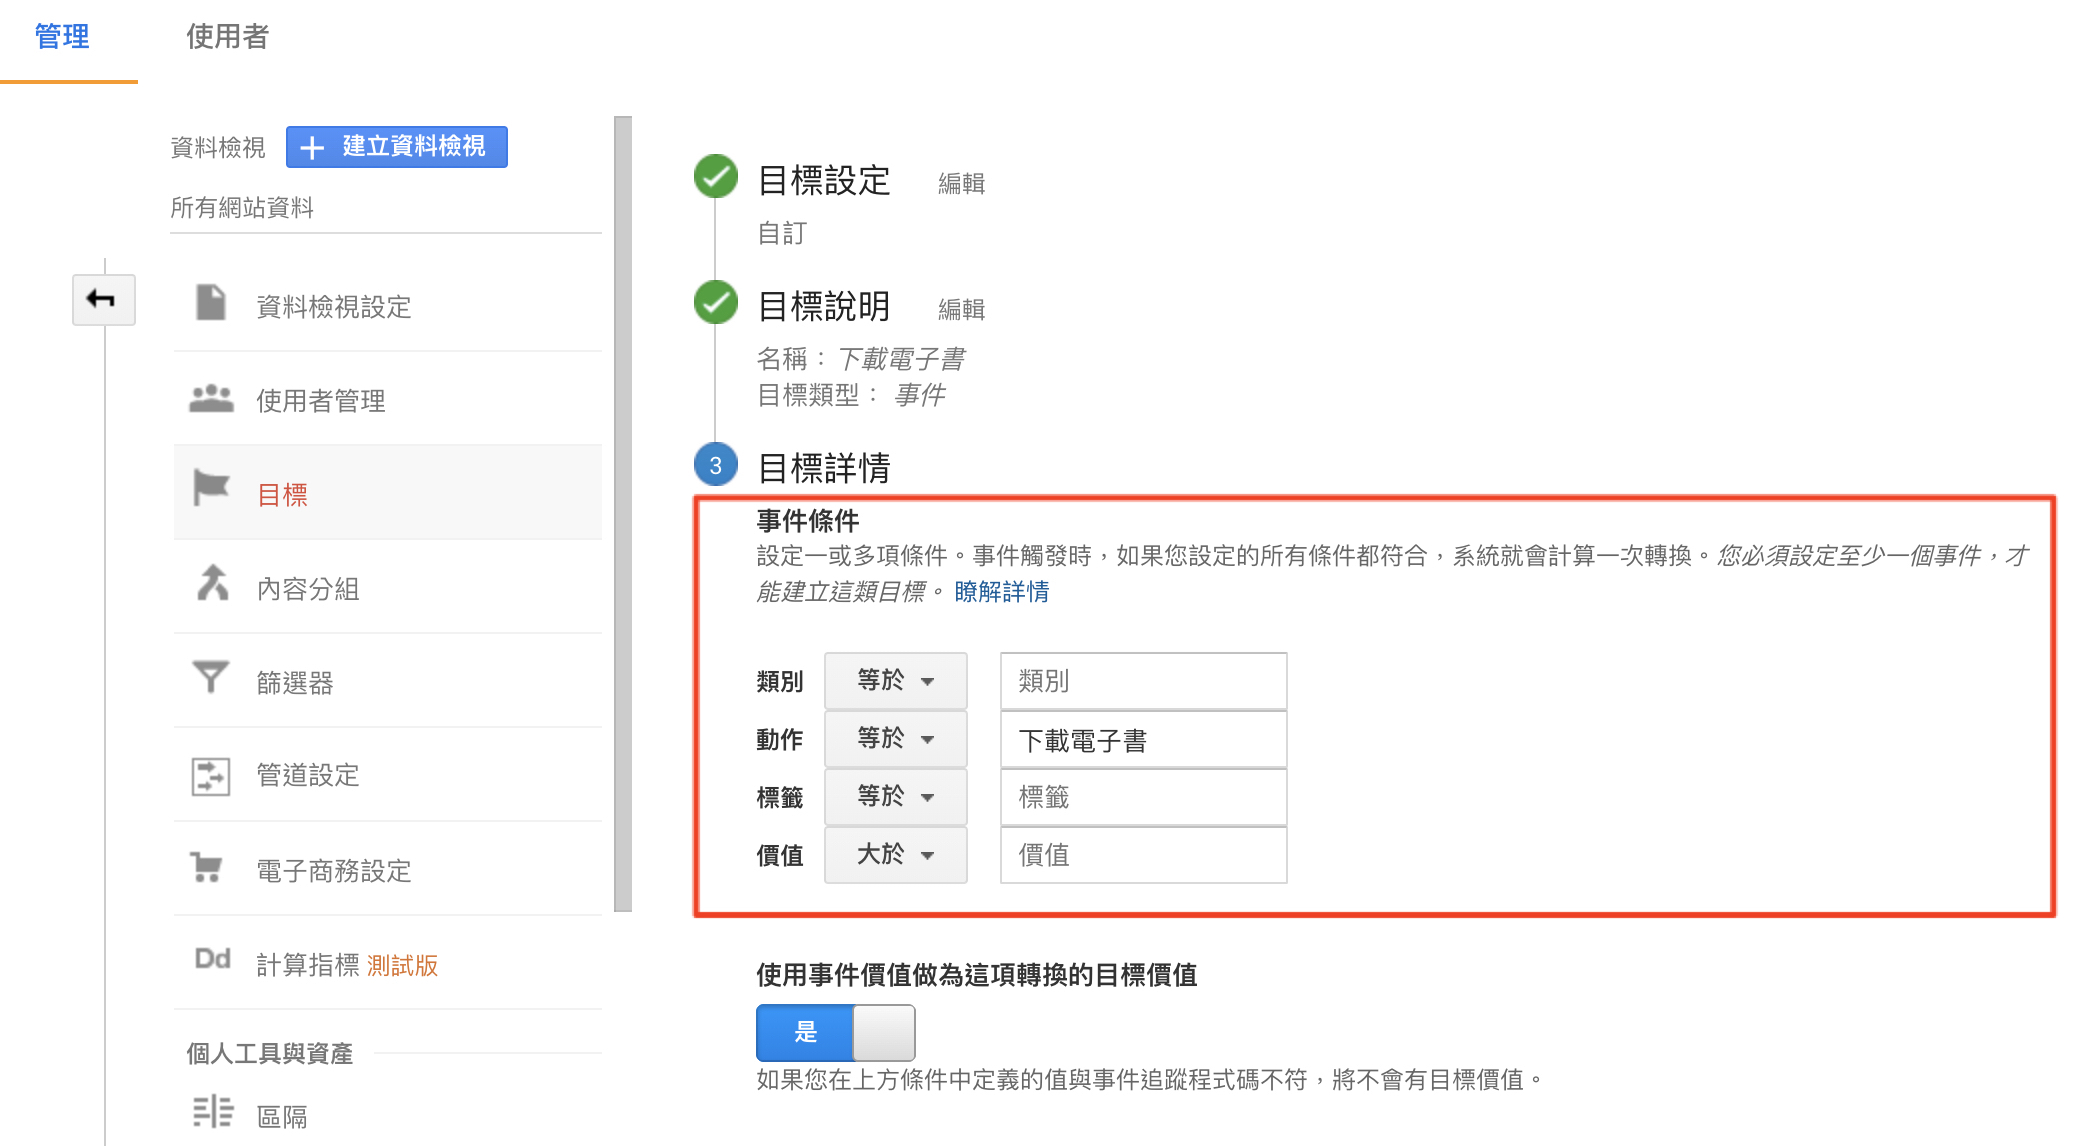 管理
使用者
資料檢視
建立資料檢視
所有網站資料
資料檢視設定
使用者管理
目標
內容分組
篩選器
管道設定
電子商務設定
Dd 計算指標 測試版
個人工具與資產
區隔
目標設定 編輯
自訂
目標說明 編輯
名稱：下載電子書
目標類型： 事件
3 目標詳情
事件條件
設定一或多項條件。事件觸發時，如果您設定的所有條件都符合，系統就會計算一次轉換。您必須設定至少一個事件，才
能建立這類目標。 瞭解詳情
類別 等於 類別
動作 等於 下載電子書
標籤 等於 標籤
價值 大於 價值
使用事件價值做為這項轉換的目標價值
是
如果您在上方條件中定義的值與事件追蹤程式碼不符，將不會有目標價值。